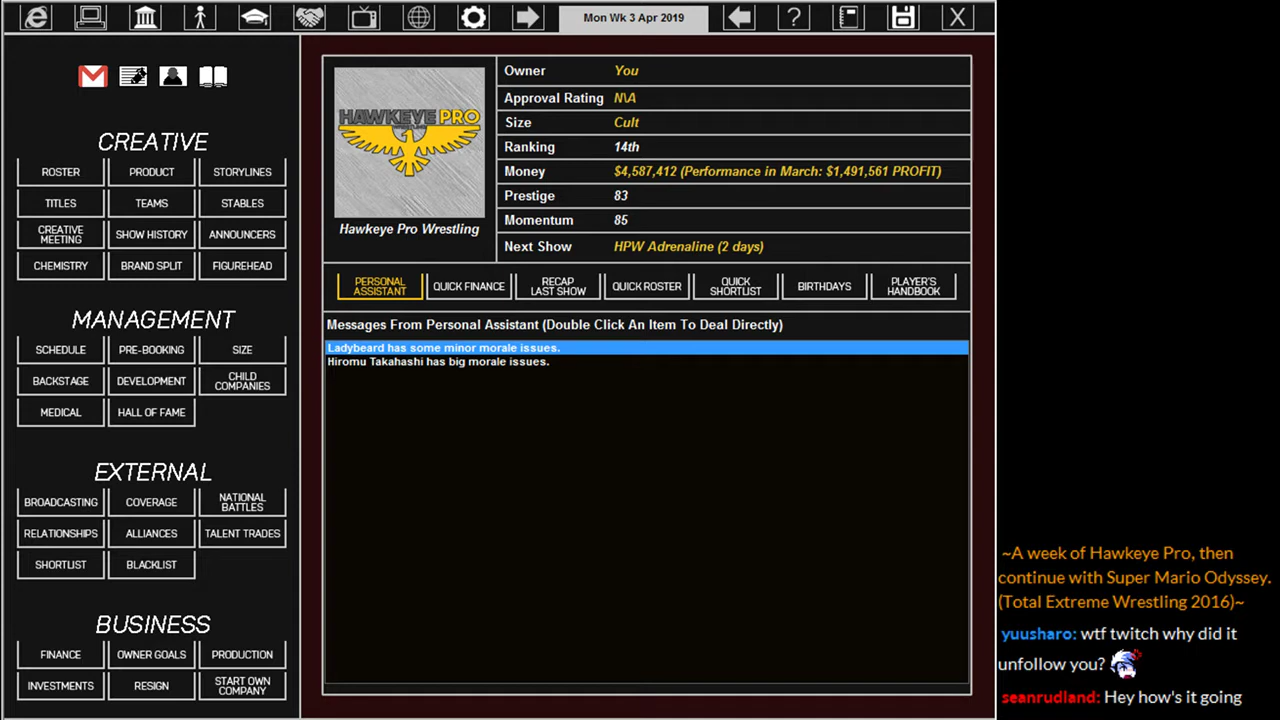 Mon Wk 3 Apr 2019
?
X
CREATIVE
ROSTER
PRODUCT
STORYLINES
TITLES
TEAMS
STABLES
CREATIVE MEETING
SHOW HISTORY
ANNOUNCERS
CHEMISTRY
BRAND SPLIT
FIGUREHEAD
MANAGEMENT
SCHEDULE
PRE-BOOKING
SIZE
BACKSTAGE
DEVELOPMENT
CHILD COMPANIES
MEDICAL
HALL OF FAME
EXTERNAL
BROADCASTING
COVERAGE
NATIONAL BATTLES
RELATIONSHIPS
ALLIANCES
TALENT TRADES
SHORTLIST
BLACKLIST
BUSINESS
FINANCE
OWNER GOALS
PRODUCTION
INVESTMENTS
RESIGN
START OWN COMPANY
HAWKEYE PRO
WRESTLING
Hawkeye Pro Wrestling
Owner You
Approval Rating N\A
Size Cult
Ranking 14th
Money $4,587,412 (Performance in March: $1,491,561 PROFIT)
Prestige 83
Momentum 85
Next Show HPW Adrenaline (2 days)
PERSONAL ASSISTANT
QUICK FINANCE
RECAP LAST SHOW
QUICK ROSTER
QUICK SHORTLIST
BIRTHDAYS
PLAYER'S HANDBOOK
Messages From Personal Assistant (Double Click An Item To Deal Directly)
Ladybeard has some minor morale issues.
Hiromu Takahashi has big morale issues.
~A week of Hawkeye Pro, then
continue with Super Mario Odyssey.
(Total Extreme Wrestling 2016)~
yuusharo: wtf twitch why did it
unfollow you?
seanrudland: Hey how's it going